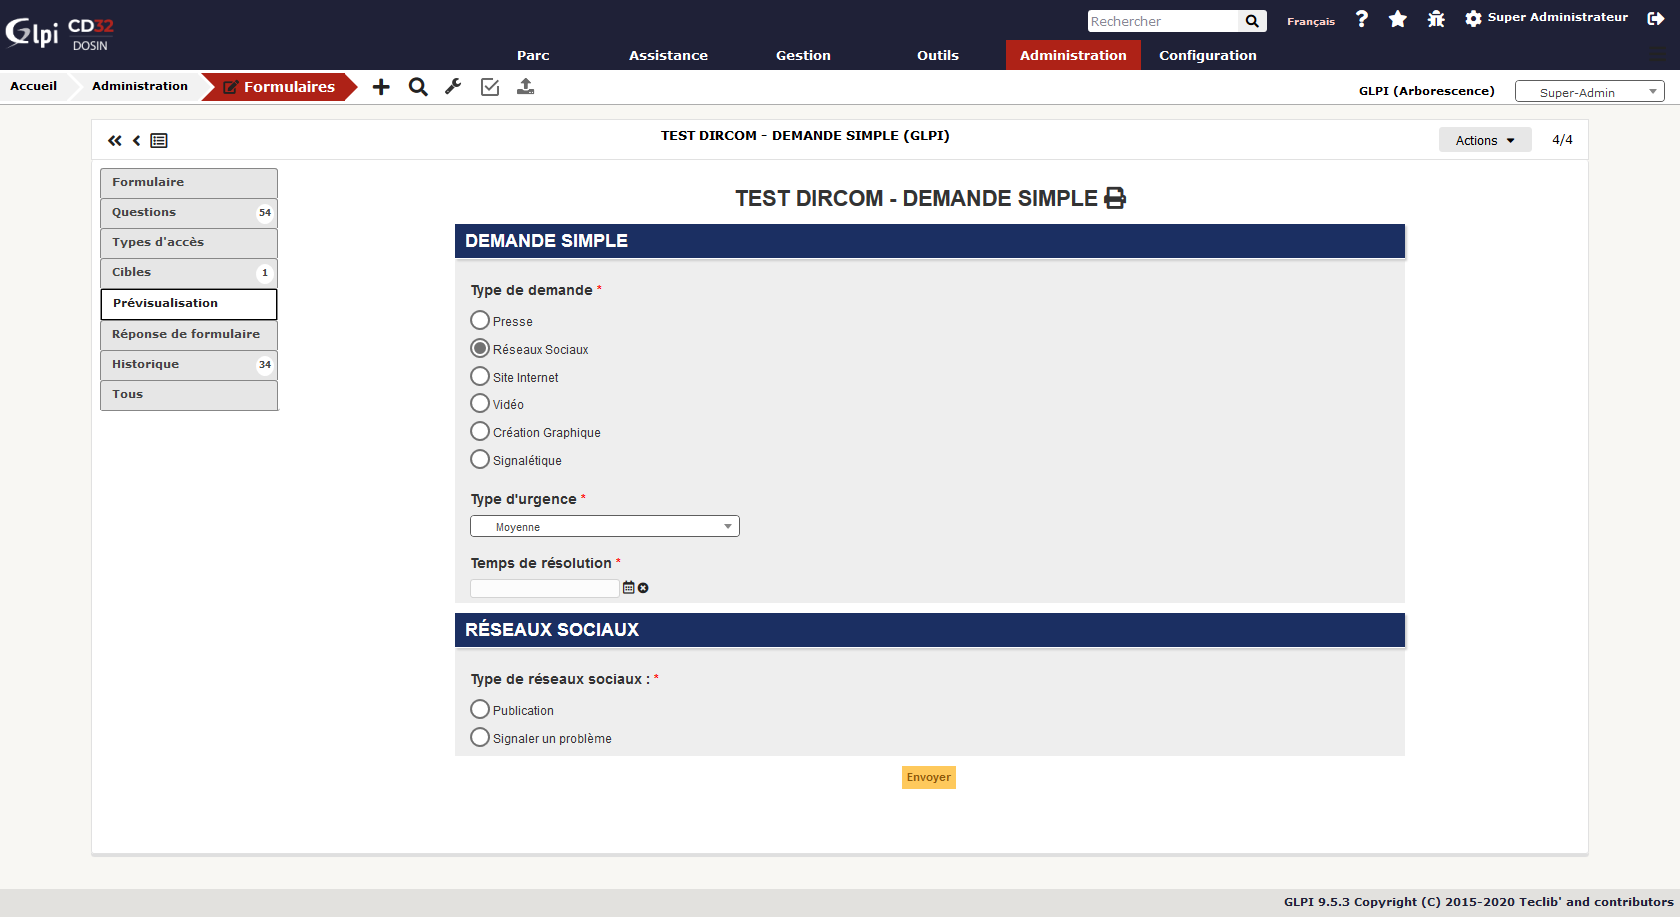 Glpi CD32
DOSIN
Rechercher
Français
Super Administrateur
Parc
Assistance
Gestion
Outils
Administration
Configuration
Accueil
Administration
Formulaires
GLPI (Arborescence)
Super-Admin
TEST DIRCOM - DEMANDE SIMPLE (GLPI)
Actions
4/4
Formulaire
Questions 54
Types d'accès
Cibles 1
Prévisualisation
Réponse de formulaire
Historique 34
Tous
TEST DIRCOM - DEMANDE SIMPLE
DEMANDE SIMPLE
Type de demande *
Presse
Réseaux Sociaux
Site Internet
Vidéo
Création Graphique
Signalétique
Type d'urgence *
Moyenne
Temps de résolution *
RÉSEAUX SOCIAUX
Type de réseaux sociaux : *
Publication
Signaler un problème
Envoyer
GLPI 9.5.3 Copyright (C) 2015-2020 Teclib' and contributors